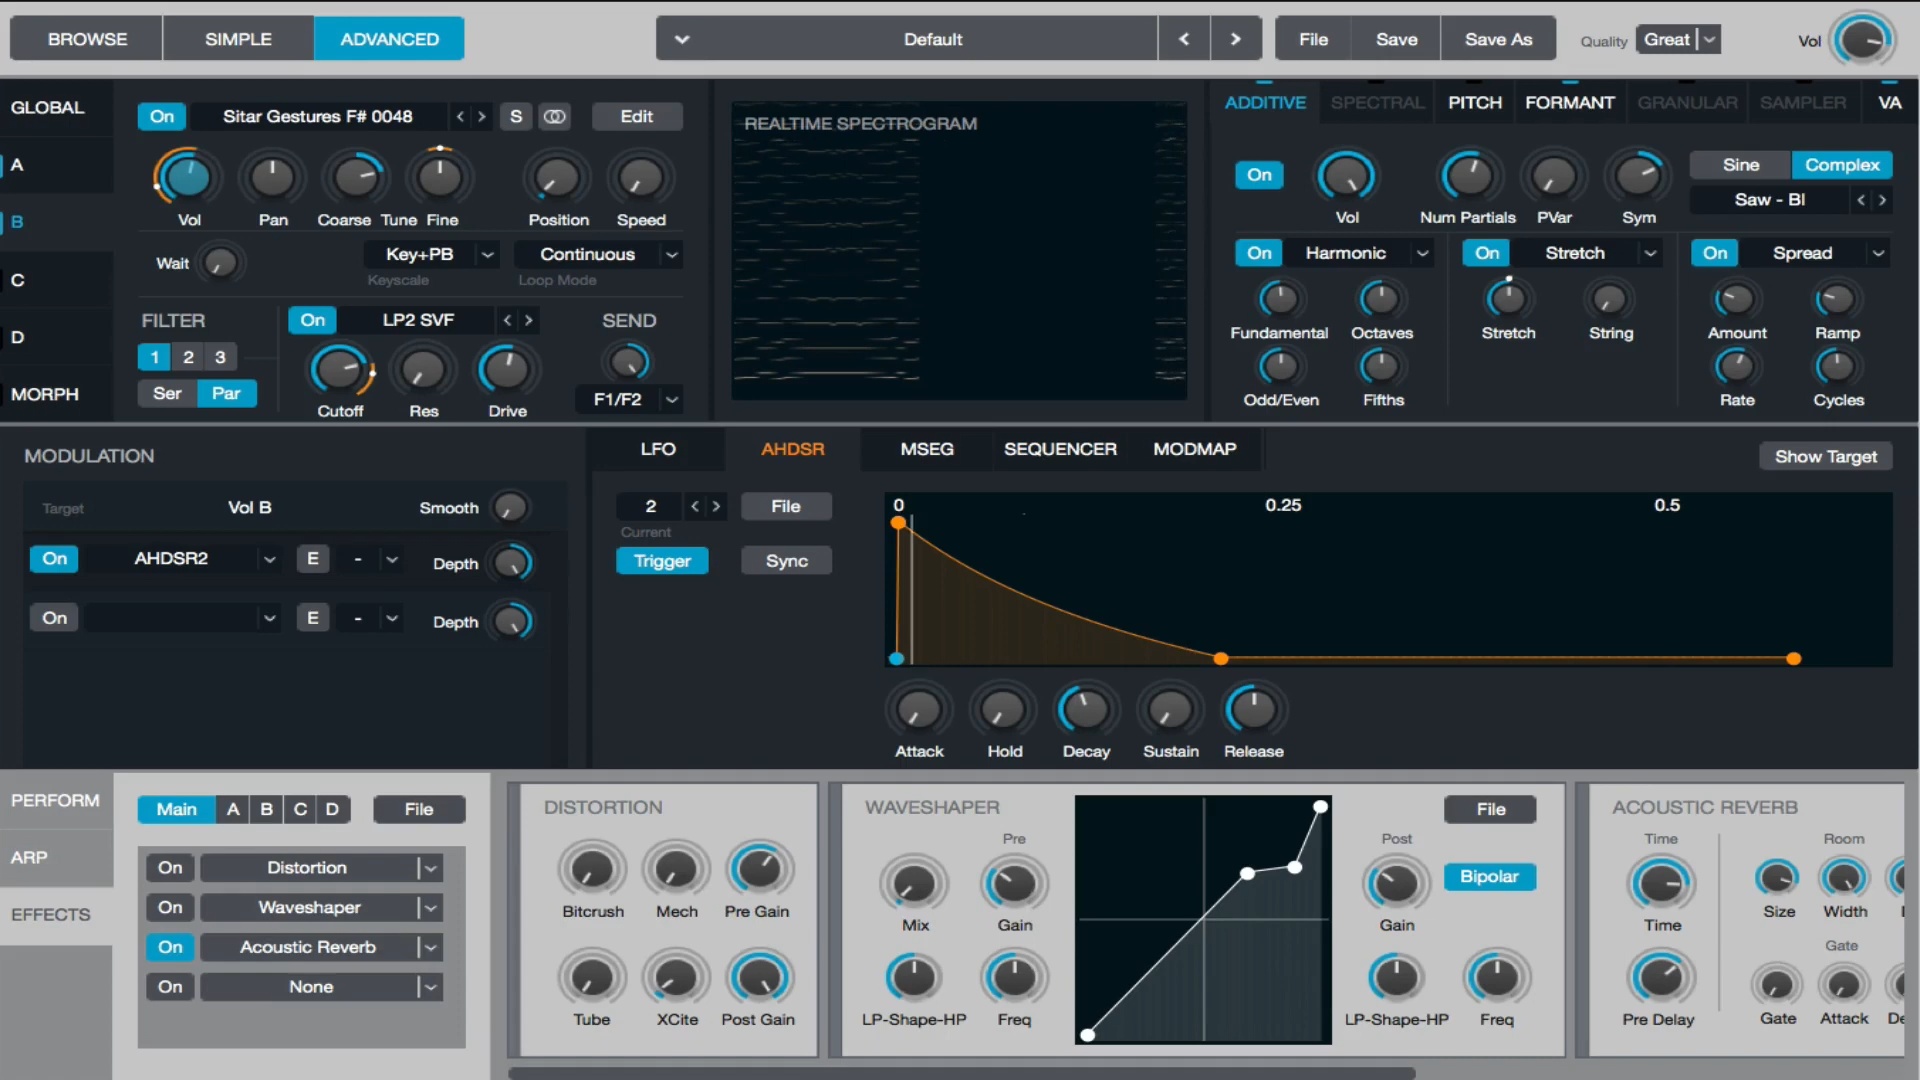 BROWSE SIMPLE ADVANCED Default File Save Save As Quality Great Vol
GLOBAL
A
B
C
D
MORPH
On Sitar Gestures F# 0048 S Edit
Vol Pan Coarse Tune Fine Position Speed
Wait Key+PB Continuous
Keyscale Loop Mode
FILTER On LP2 SVF SEND
1 2 3
Ser Par F1/F2
Cutoff Res Drive
REALTIME SPECTROGRAM
ADDITIVE SPECTRAL PITCH FORMANT GRANULAR SAMPLER VA
On Sine Complex
Saw - Bl
Vol Num Partials PVar Sym
On Harmonic On Stretch On Spread
Fundamental Octaves Stretch String Amount Ramp
Odd/Even Fifths Rate Cycles
MODULATION
Target Vol B Smooth
On AHDSR2 E - Depth
On E - Depth
LFO AHDSR MSEG SEQUENCER MODMAP Show Target
2 File
Current
Trigger Sync
0 0.25 0.5
Attack Hold Decay Sustain Release
PERFORM
ARP
EFFECTS
Main A B C D File
On Distortion
On Waveshaper
On Acoustic Reverb
On None
DISTORTION
Bitcrush Mech Pre Gain
Tube XCite Post Gain
WAVESHAPER File
Pre Post
Bipolar
Mix Gain Gain
LP-Shape-HP Freq LP-Shape-HP Freq
ACOUSTIC REVERB
Time Room
Time Size Width
Gate
Pre Delay Gate Attack De